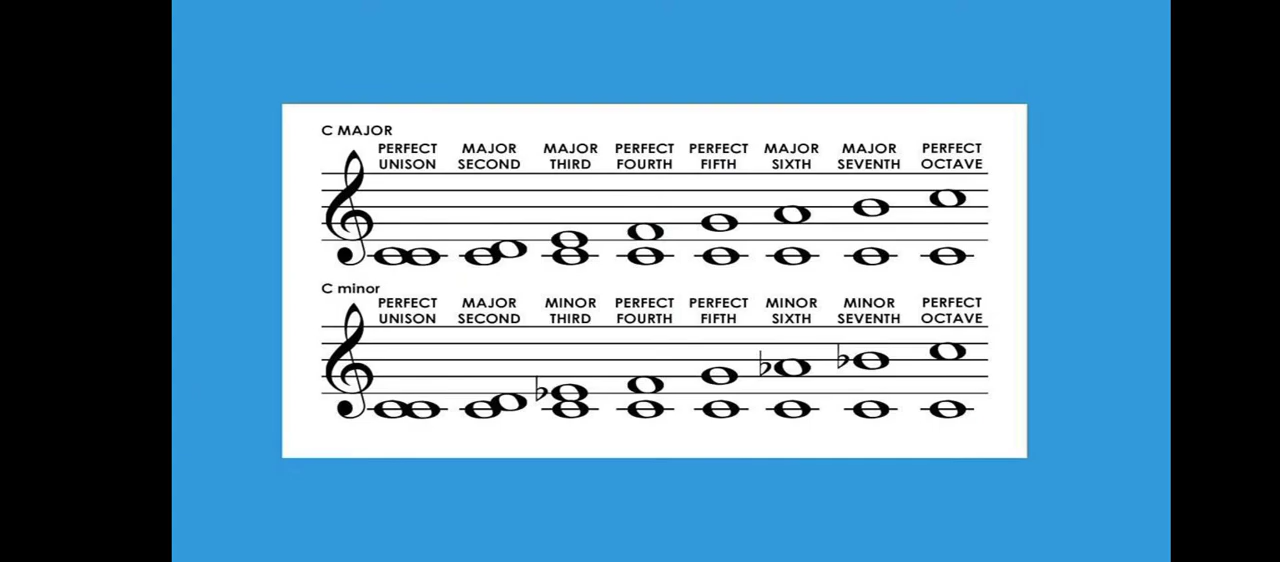 C MAJOR
PERFECT MAJOR MAJOR PERFECT PERFECT MAJOR MAJOR PERFECT
UNISON SECOND THIRD FOURTH FIFTH SIXTH SEVENTH OCTAVE
C minor
PERFECT MAJOR MINOR PERFECT PERFECT MINOR MINOR PERFECT
UNISON SECOND THIRD FOURTH FIFTH SIXTH SEVENTH OCTAVE